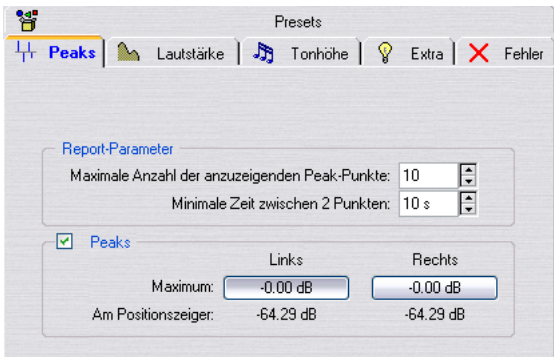 Presets
Peaks Lautstärke Tonhöhe Extra Fehler
Report-Parameter
Maximale Anzahl der anzuzeigenden Peak-Punkte: 10
Minimale Zeit zwischen 2 Punkten: 10 s
Peaks
Links Rechts
Maximum: -0.00 dB -0.00 dB
Am Positionszeiger: -64.29 dB -64.29 dB